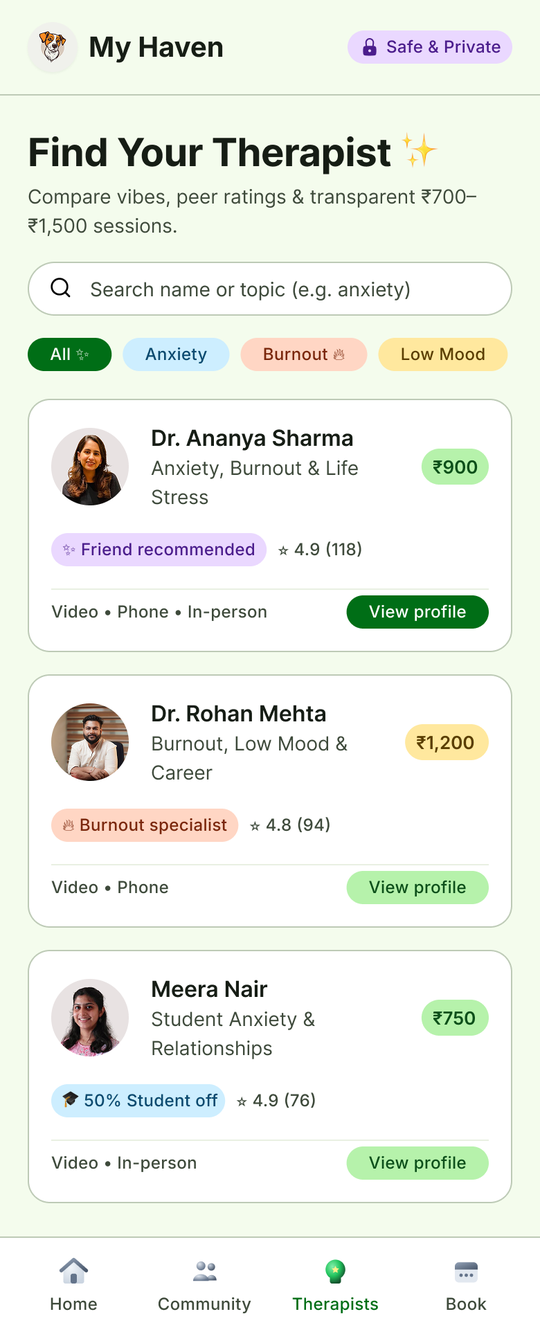 My Haven
🔒 Safe & Private
Find Your Therapist ✨
Compare vibes, peer ratings & transparent ₹700–
₹1,500 sessions.
Search name or topic (e.g. anxiety)
All ✨
Anxiety
Burnout 🔥
Low Mood
Dr. Ananya Sharma
Anxiety, Burnout & Life
Stress
₹900
✨ Friend recommended
⭐ 4.9 (118)
Video • Phone • In-person
View profile
Dr. Rohan Mehta
Burnout, Low Mood &
Career
₹1,200
🔥 Burnout specialist
⭐ 4.8 (94)
Video • Phone
View profile
Meera Nair
Student Anxiety &
Relationships
₹750
🎓 50% Student off
⭐ 4.9 (76)
Video • In-person
View profile
Home
Community
Therapists
Book